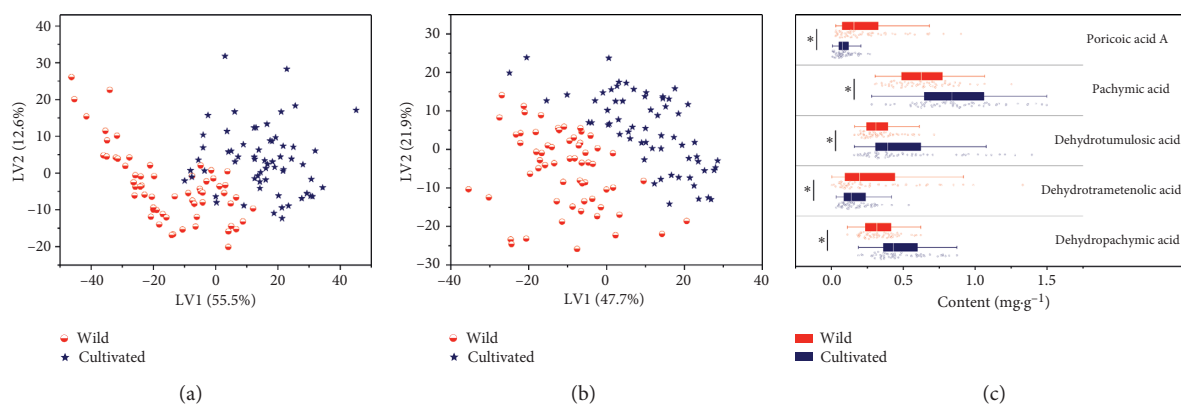 40
30
20
10
0
−10
−20
LV2 (12.6%)
−40
−20
0
20
40
LV1 (55.5%)
Wild
Cultivated
(a)
30
20
10
0
−10
−20
−30
LV2 (21.9%)
−40
−20
0
20
40
LV1 (47.7%)
Wild
Cultivated
(b)
* Poricoic acid A
* Pachymic acid
* Dehydrotumulosic acid
* Dehydrotrametenolic acid
* Dehydropachymic acid
0.0
0.5
1.0
1.5
Content (mg·g−1)
Wild
Cultivated
(c)